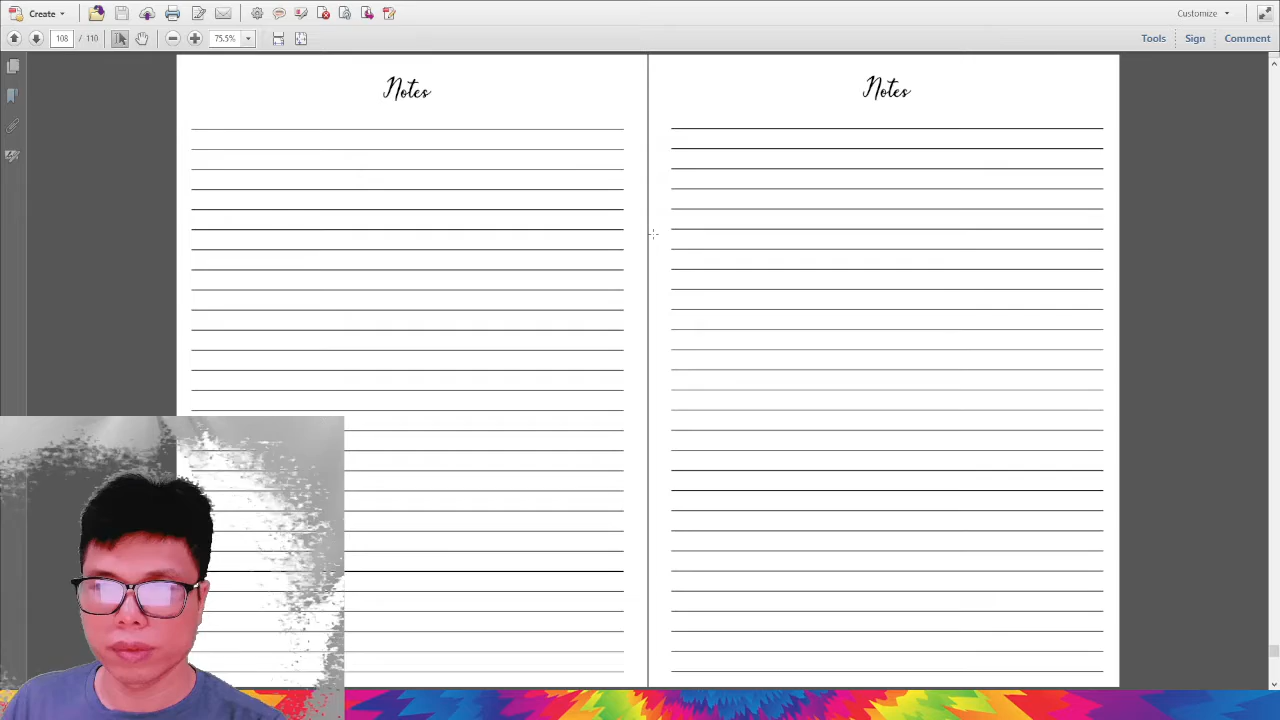 Create
Customize
108 / 110
75.5%
Tools Sign Comment
Notes
Notes